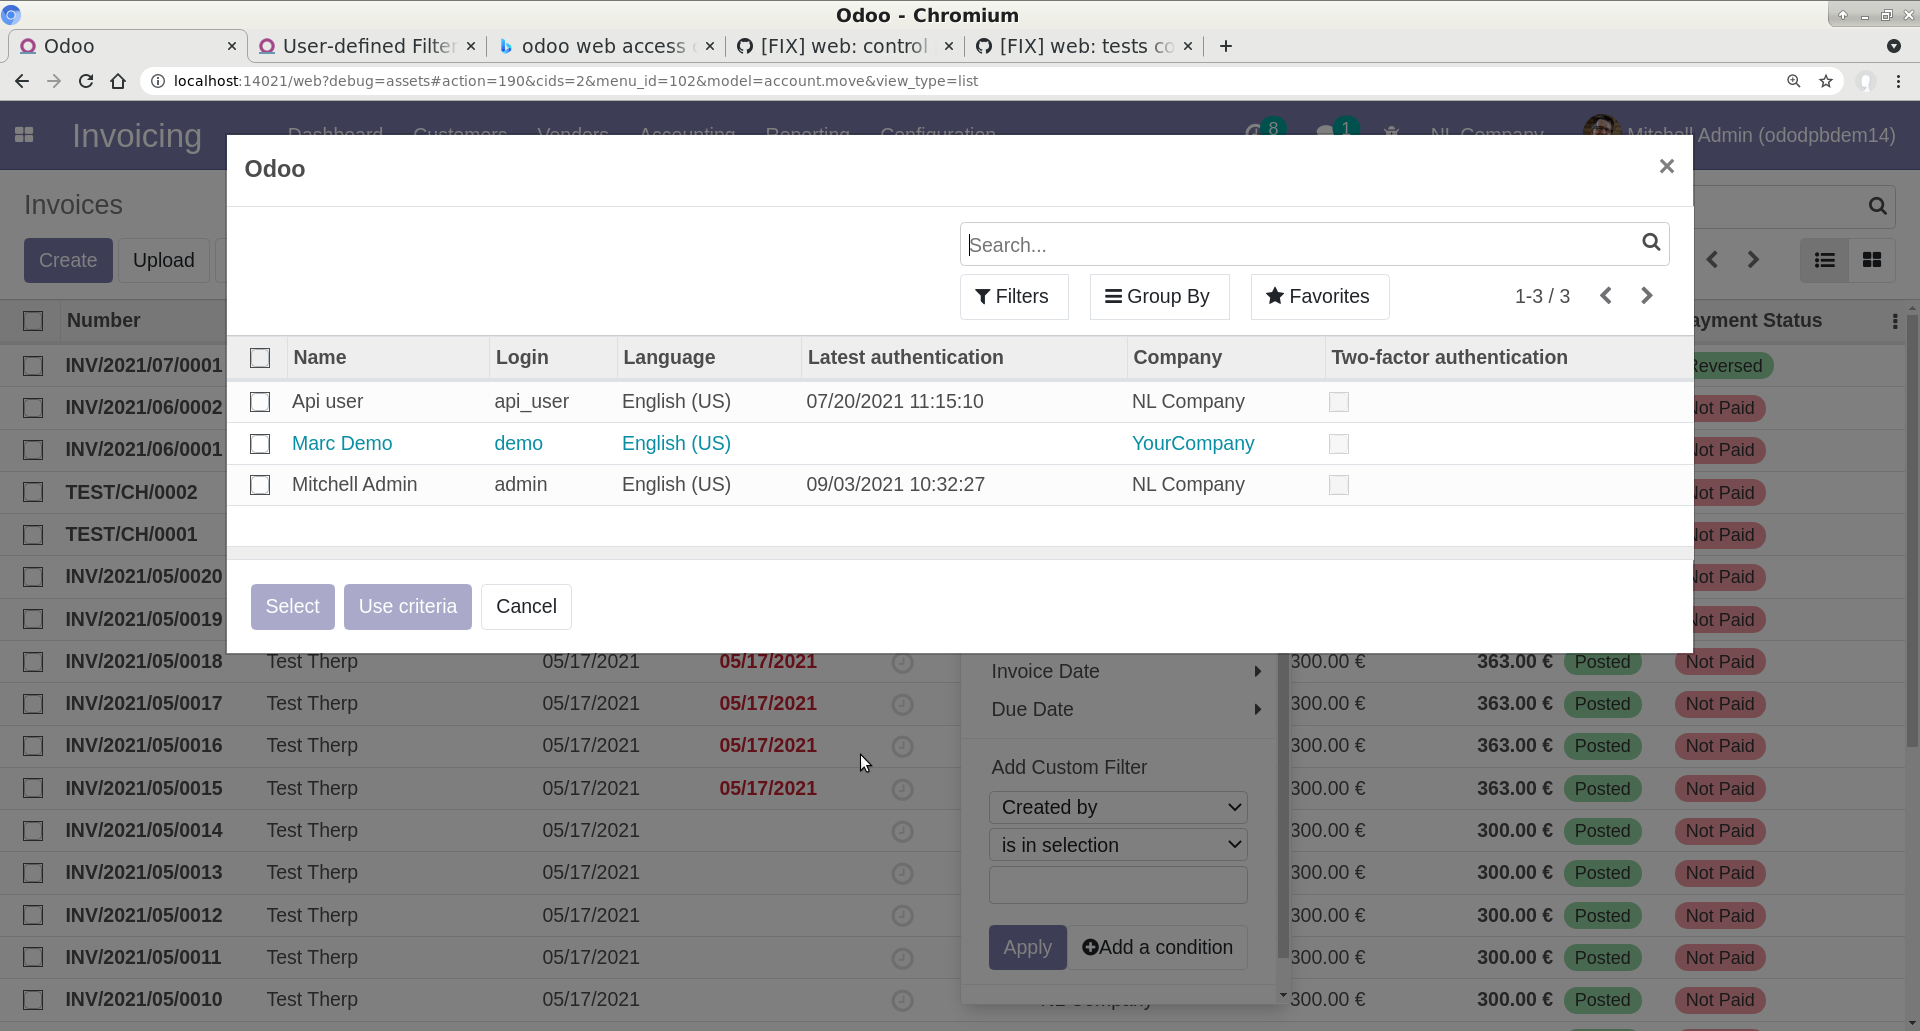 Odoo - Chromium
Odoo × User-defined Filter × odoo web access × [FIX] web: control × [FIX] web: tests co × +
localhost:14021/web?debug=assets#action=190&cids=2&menu_id=102&model=account.move&view_type=list
Invoicing Dashboard Customers Vendors Accounting Reporting Configuration 8 1 NL Company Mitchell Admin (ododpbdem14)
Odoo ×
Invoices
Search...
Create Upload
Filters Group By Favorites 1-3 / 3
Number ayment Status
Name Login Language Latest authentication Company Two-factor authentication
INV/2021/07/0001 Reversed
Api user api_user English (US) 07/20/2021 11:15:10 NL Company
INV/2021/06/0002 Not Paid
Marc Demo demo English (US) YourCompany
INV/2021/06/0001 Not Paid
Mitchell Admin admin English (US) 09/03/2021 10:32:27 NL Company
TEST/CH/0002 Not Paid
TEST/CH/0001 Not Paid
INV/2021/05/0020 Not Paid
Select Use criteria Cancel
INV/2021/05/0019 Not Paid
INV/2021/05/0018 Test Therp 05/17/2021 05/17/2021 300.00 € 363.00 € Posted Not Paid
Invoice Date
INV/2021/05/0017 Test Therp 05/17/2021 05/17/2021 300.00 € 363.00 € Posted Not Paid
Due Date
INV/2021/05/0016 Test Therp 05/17/2021 05/17/2021 300.00 € 363.00 € Posted Not Paid
Add Custom Filter
INV/2021/05/0015 Test Therp 05/17/2021 05/17/2021 300.00 € 363.00 € Posted Not Paid
Created by
INV/2021/05/0014 Test Therp 05/17/2021 300.00 € 300.00 € Posted Not Paid
is in selection
INV/2021/05/0013 Test Therp 05/17/2021 300.00 € 300.00 € Posted Not Paid
INV/2021/05/0012 Test Therp 05/17/2021 300.00 € 300.00 € Posted Not Paid
Apply Add a condition
INV/2021/05/0011 Test Therp 05/17/2021 300.00 € 300.00 € Posted Not Paid
INV/2021/05/0010 Test Therp 05/17/2021 NL Company 300.00 € 300.00 € Posted Not Paid